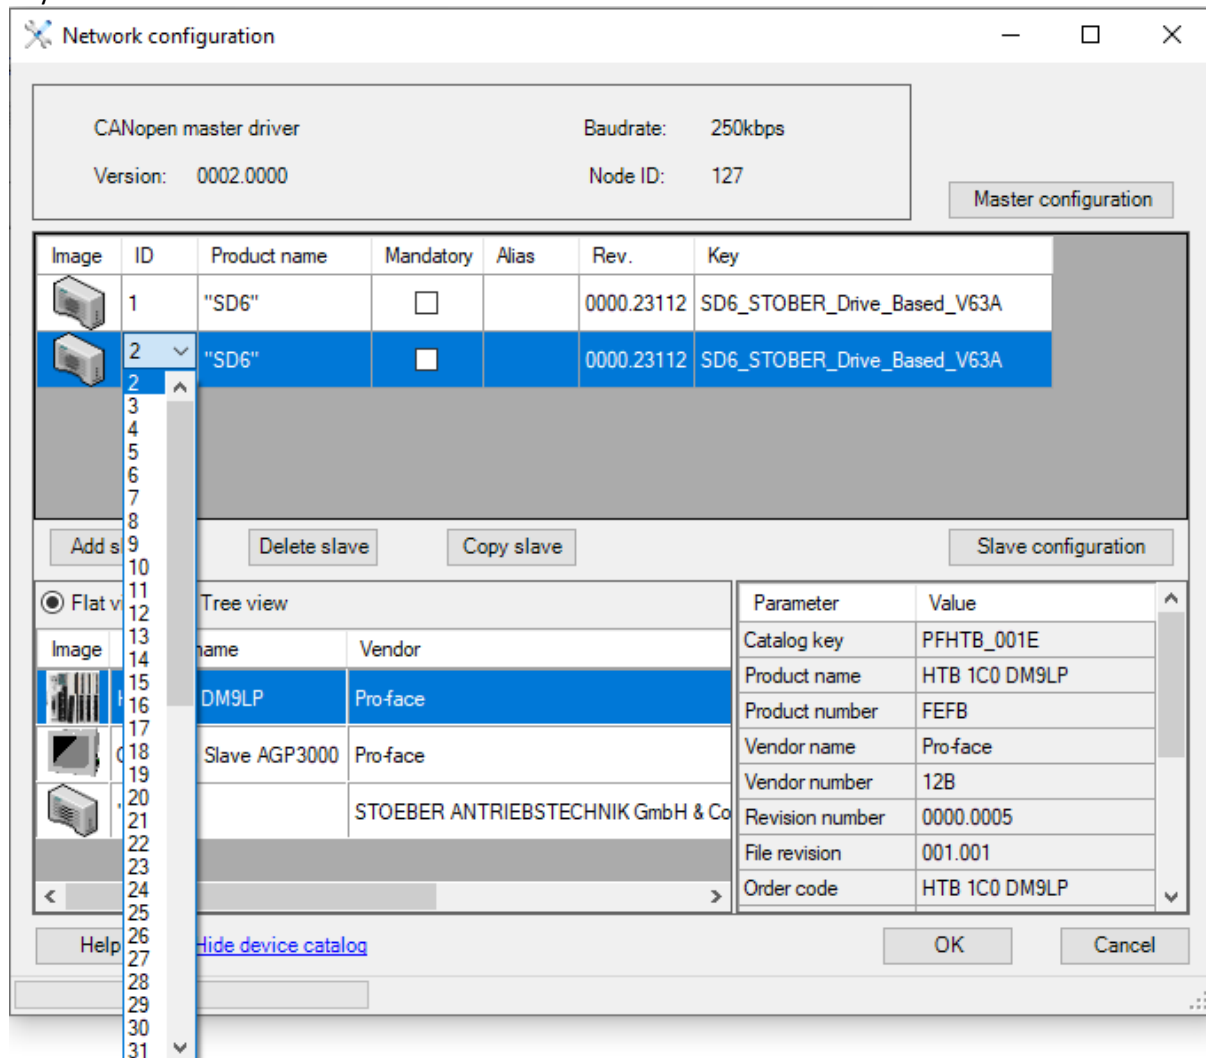 Network configuration
CANopen master driver Baudrate: 250kbps
Version: 0002.0000 Node ID: 127
Master configuration
Image ID Product name Mandatory Alias Rev. Key
1 "SD6" 0000.23112 SD6_STOBER_Drive_Based_V63A
2 "SD6" 0000.23112 SD6_STOBER_Drive_Based_V63A
2
3
4
5
6
7
8
9
10
11
12
13
14
15
16
17
18
19
20
21
22
23
24
25
26
27
28
29
30
31
Add Delete slave Copy slave Slave configuration
Flat Tree view
Image Vendor
DM9LP Pro-face
Slave AGP3000 Pro-face
STOEBER ANTRIEBSTECHNIK GmbH & Co
Parameter Value
Catalog key PFHTB_001E
Product name HTB 1C0 DM9LP
Product number FEFB
Vendor name Pro-face
Vendor number 12B
Revision number 0000.0005
File revision 001.001
Order code HTB 1C0 DM9LP
Help Hide device catalog OK Cancel